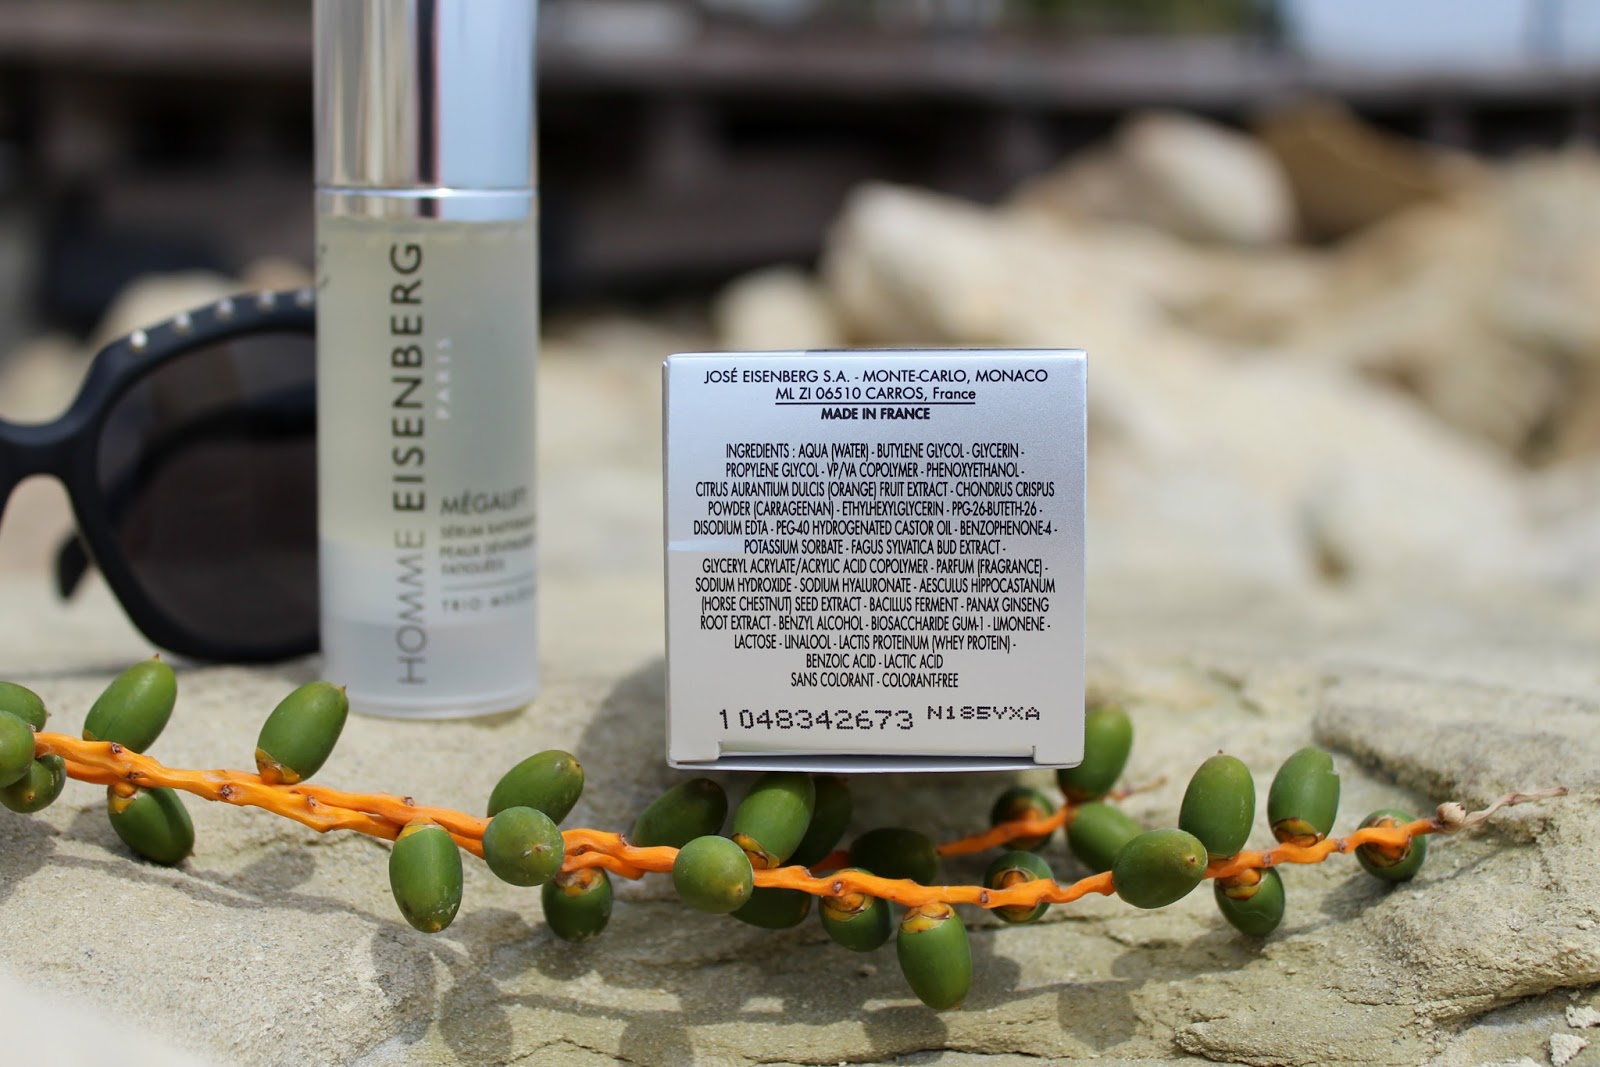 HOMME EISENBERG
PARIS
MÉGALIFT
SÉRUM
PEAUX
FATIGUÉES
JOSÉ EISENBERG S.A. - MONTE-CARLO, MONACO
ML ZI 06510 CARROS, France
MADE IN FRANCE
INGREDIENTS : AQUA (WATER) - BUTYLENE GLYCOL - GLYCERIN -
PROPYLENE GLYCOL - VP/VA COPOLYMER - PHENOXYETHANOL -
CITRUS AURANTIUM DULCIS (ORANGE) FRUIT EXTRACT - CHONDRUS CRISPUS
POWDER (CARRAGEENAN) - ETHYLHEXYLGLYCERIN - PPG-26-BUTETH-26 -
DISODIUM EDTA - PEG-40 HYDROGENATED CASTOR OIL - BENZOPHENONE-4 -
POTASSIUM SORBATE - FAGUS SYLVATICA BUD EXTRACT -
GLYCERYL ACRYLATE/ACRYLIC ACID COPOLYMER - PARFUM (FRAGRANCE) -
SODIUM HYDROXIDE - SODIUM HYALURONATE - AESCULUS HIPPOCASTANUM
(HORSE CHESTNUT) SEED EXTRACT - BACILLUS FERMENT - PANAX GINSENG
ROOT EXTRACT - BENZYL ALCOHOL - BIOSACCHARIDE GUM-1 - LIMONENE -
LACTOSE - LINALOOL - LACTIS PROTEINUM (WHEY PROTEIN) -
BENZOIC ACID - LACTIC ACID
SANS COLORANT - COLORANT-FREE
1048342673 N185YXA